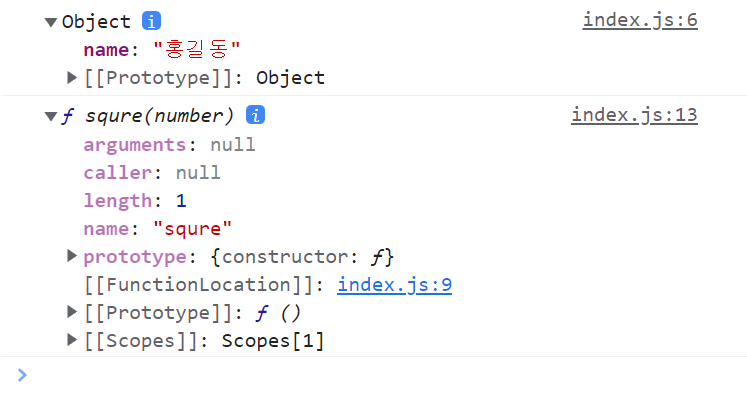 Object i index.js:6
name: "홍길동"
[[Prototype]]: Object
ƒ squre(number) i index.js:13
arguments: null
caller: null
length: 1
name: "squre"
prototype: {constructor: ƒ}
[[FunctionLocation]]: index.js:9
[[Prototype]]: ƒ ()
[[Scopes]]: Scopes[1]